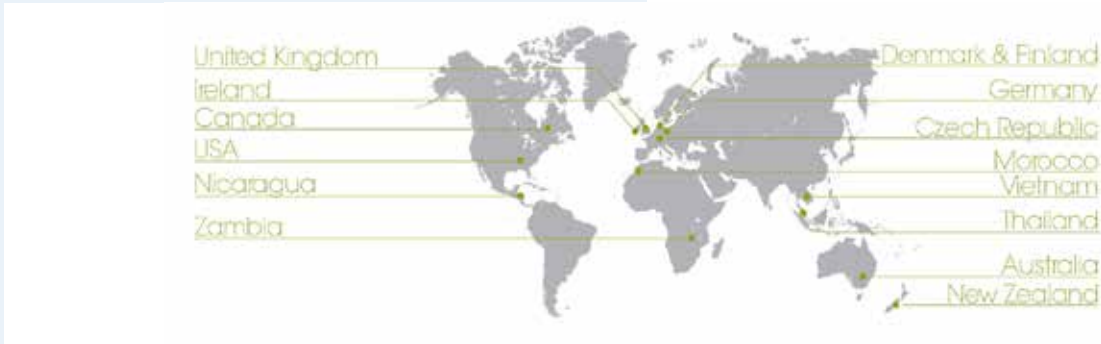 United Kingdom
Ireland
Canada
USA
Nicaragua
Zambia
Denmark & Finland
Germany
Czech Republic
Morocco
Vietnam
Thailand
Australia
New Zealand